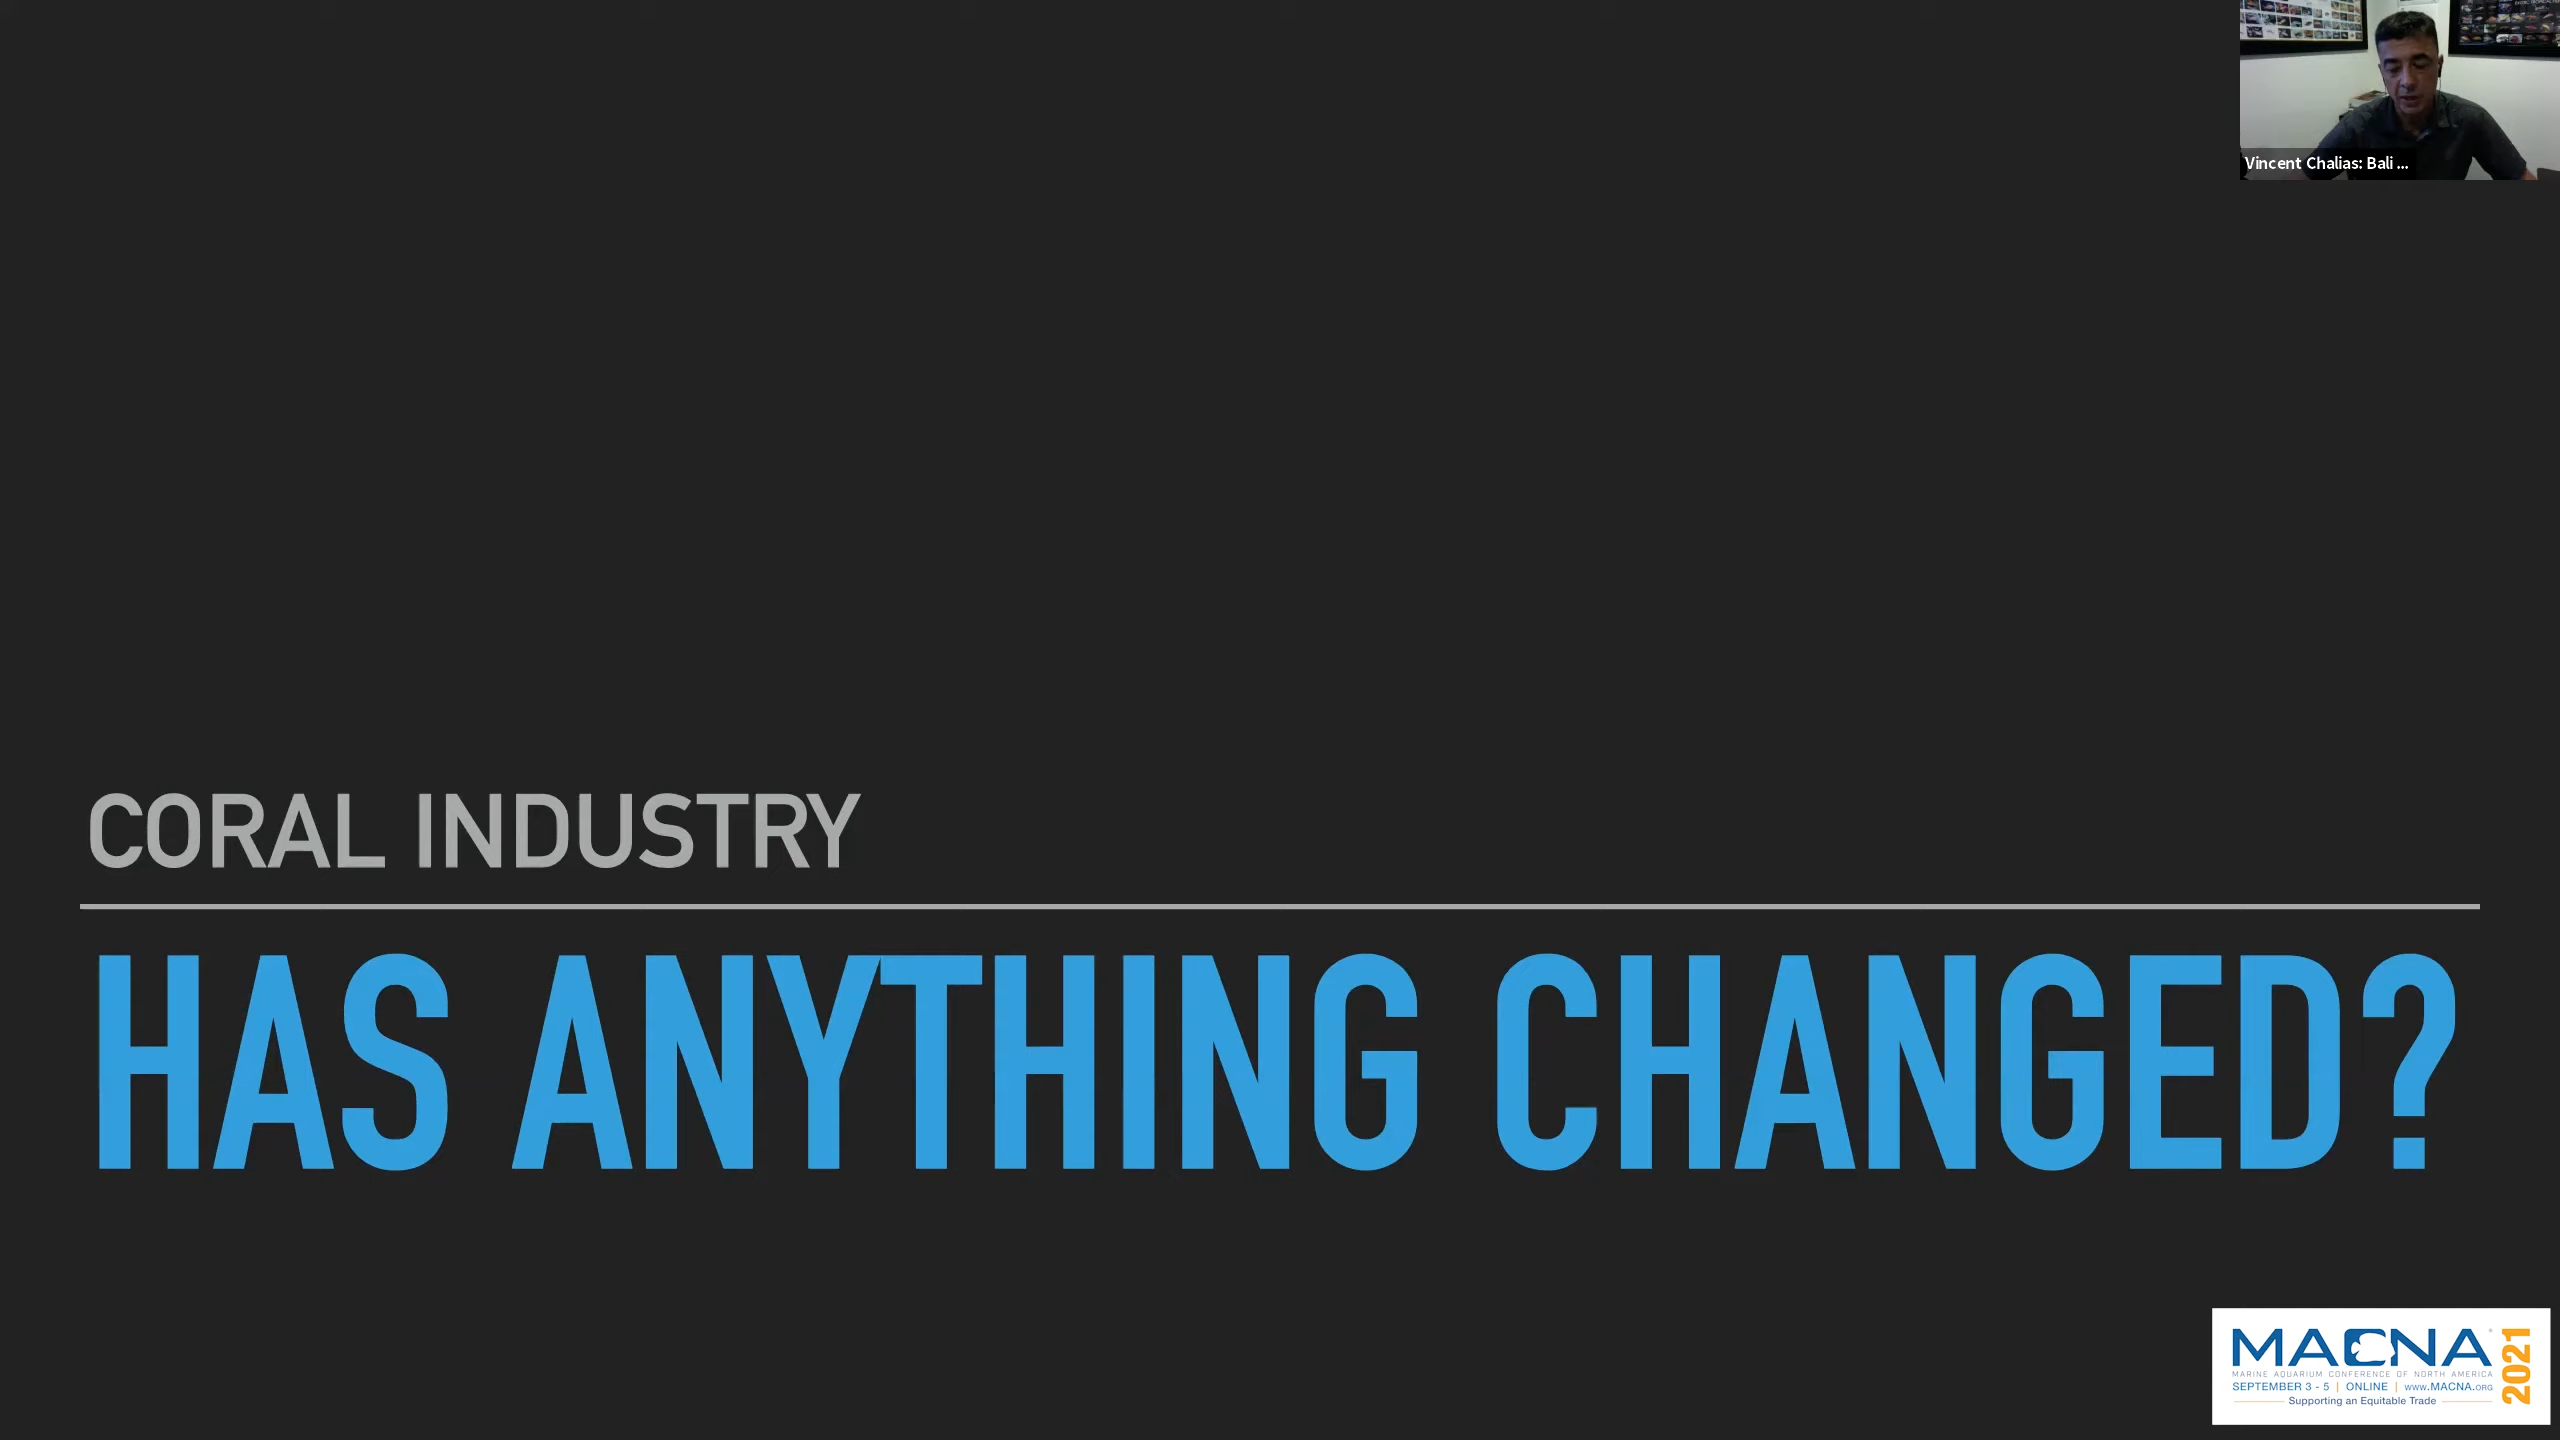 Vincent Chalias: Bali ...
CORAL INDUSTRY
HAS ANYTHING CHANGED?
MACNA 2021
MARINE AQUARIUM CONFERENCE OF NORTH AMERICA
SEPTEMBER 3 - 5 | ONLINE | www.MACNA.ORG
Supporting an Equitable Trade